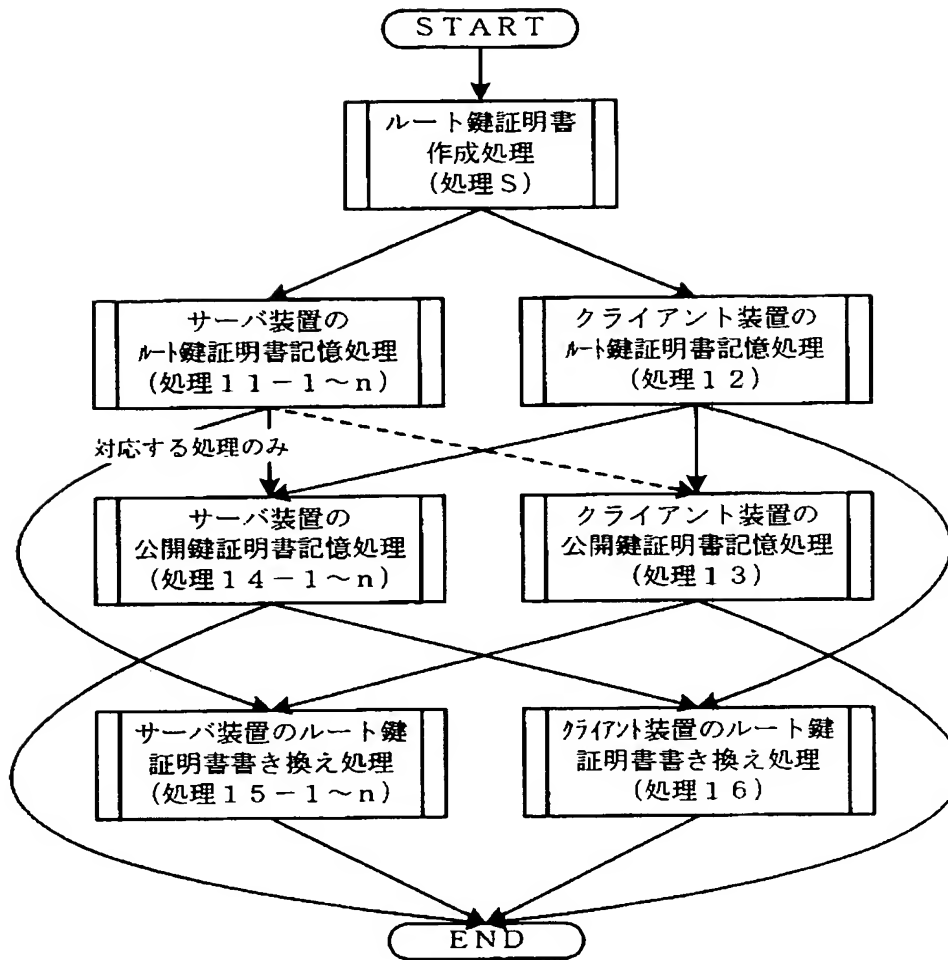 START
ルート鍵証明書
作成処理
(処理S)
サーバ装置の
ルート鍵証明書記憶処理
(処理11-1~n)
クライアント装置の
ルート鍵証明書記憶処理
(処理12)
対応する処理のみ
サーバ装置の
公開鍵証明書記憶処理
(処理14-1~n)
クライアント装置の
公開鍵証明書記憶処理
(処理13)
サーバ装置のルート鍵
証明書書き換え処理
(処理15-1~n)
クライアント装置のルート鍵
証明書書き換え処理
(処理16)
END